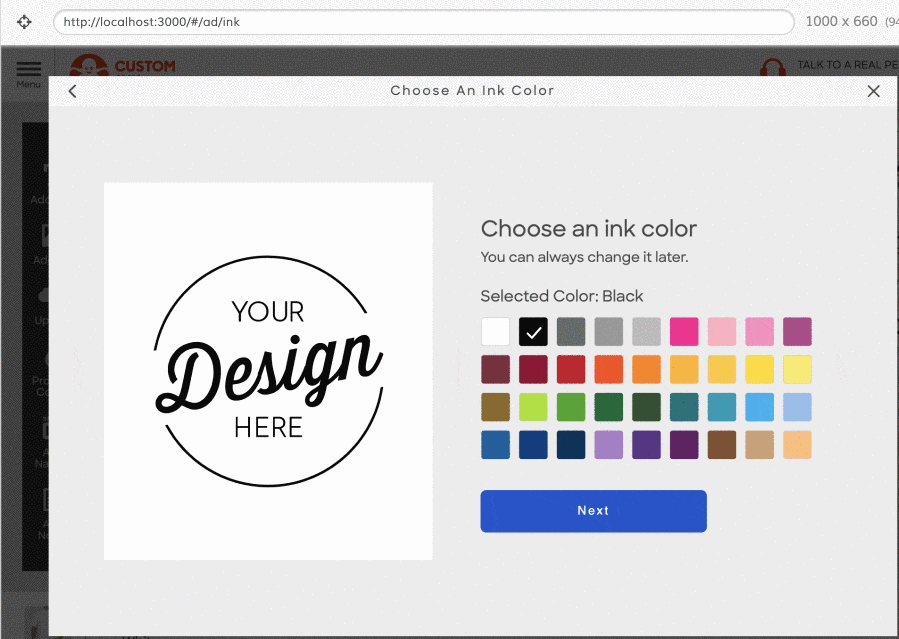 http://localhost:3000/#/ad/ink
1000 x 660 (94
Menu
CUSTOM
TALK TO A REAL PE
Choose An Ink Color
YOUR
Design
HERE
Choose an ink color
You can always change it later.
Selected Color: Black
Next